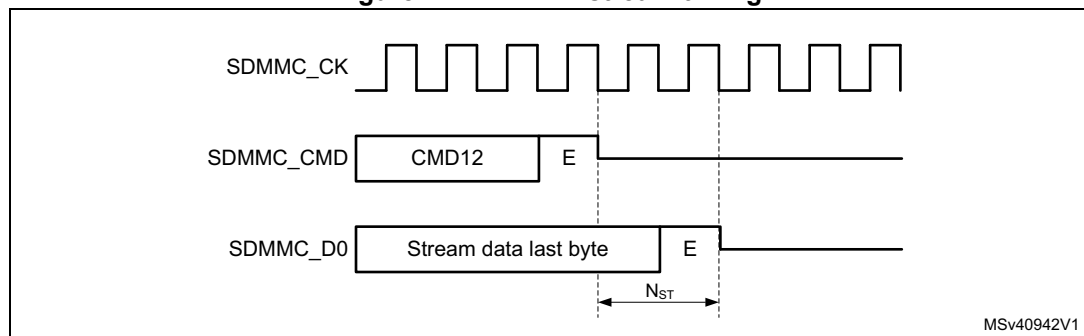 SDMMC_CK
SDMMC_CMD
CMD12
E
SDMMC_D0
Stream data last byte
E
NST
MSv40942V1